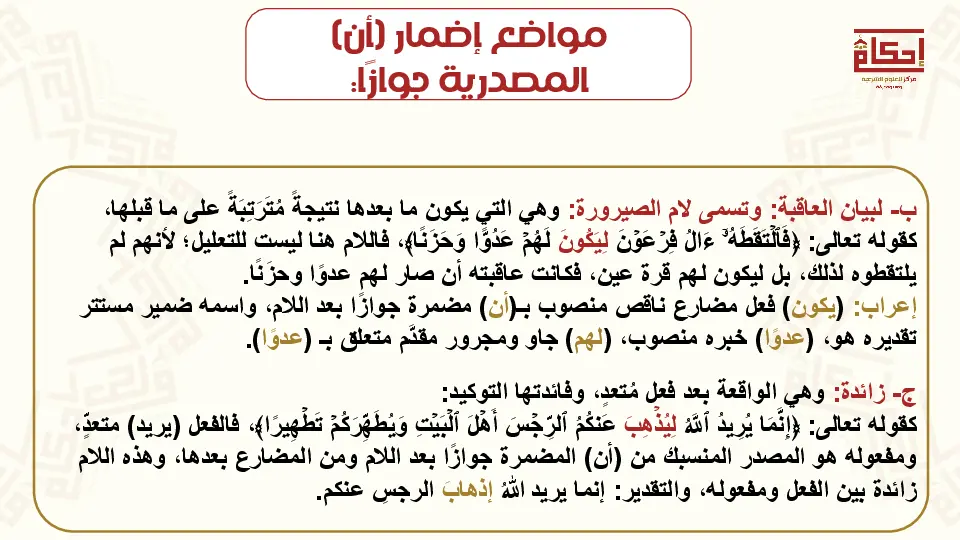 مواضع إضمار (أن)
المصدرية جوازًا:
إحكام
مركز للعلوم الشرعية
ب- لبيان العاقبة: وتسمى لام الصيرورة: وهي التي يكون ما بعدها نتيجةً مُتَرَتِبَةً على ما قبلها،
كقوله تعالى: ﴿فَٱلۡتَقَطَهُۥٓ ءَالُ فِرۡعَوۡنَ لِيَكُونَ لَهُمۡ عَدُوّٗا وَحَزَنًا﴾، فاللام هنا ليست للتعليل؛ لأنهم لم
يلتقطوه لذلك، بل ليكون لهم قرة عين، فكانت عاقبته أن صار لهم عدوًا وحزَنًا.
إعراب: (يكون) فعل مضارع ناقص منصوب بـ(أن) مضمرة جوازًا بعد اللام، واسمه ضمير مستتر
تقديره هو، (عدوًا) خبره منصوب، (لهم) جاو ومجرور مقدَّم متعلق بـ (عدوًا).
ج- زائدة: وهي الواقعة بعد فعل مُتعدٍ، وفائدتها التوكيد:
كقوله تعالى: ﴿إِنَّمَا يُرِيدُ ٱللَّهُ لِيُذۡهِبَ عَنكُمُ ٱلرِّجۡسَ أَهۡلَ ٱلۡبَيۡتِ وَيُطَهِّرَكُمۡ تَطۡهِيرًا﴾، فالفعل (يريد) متعدٍّ،
ومفعوله هو المصدر المنسبك من (أن) المضمرة جوازًا بعد اللام ومن المضارع بعدها، وهذه اللام
زائدة بين الفعل ومفعوله، والتقدير: إنما يريد اللهُ إذهابَ الرجسِ عنكم.